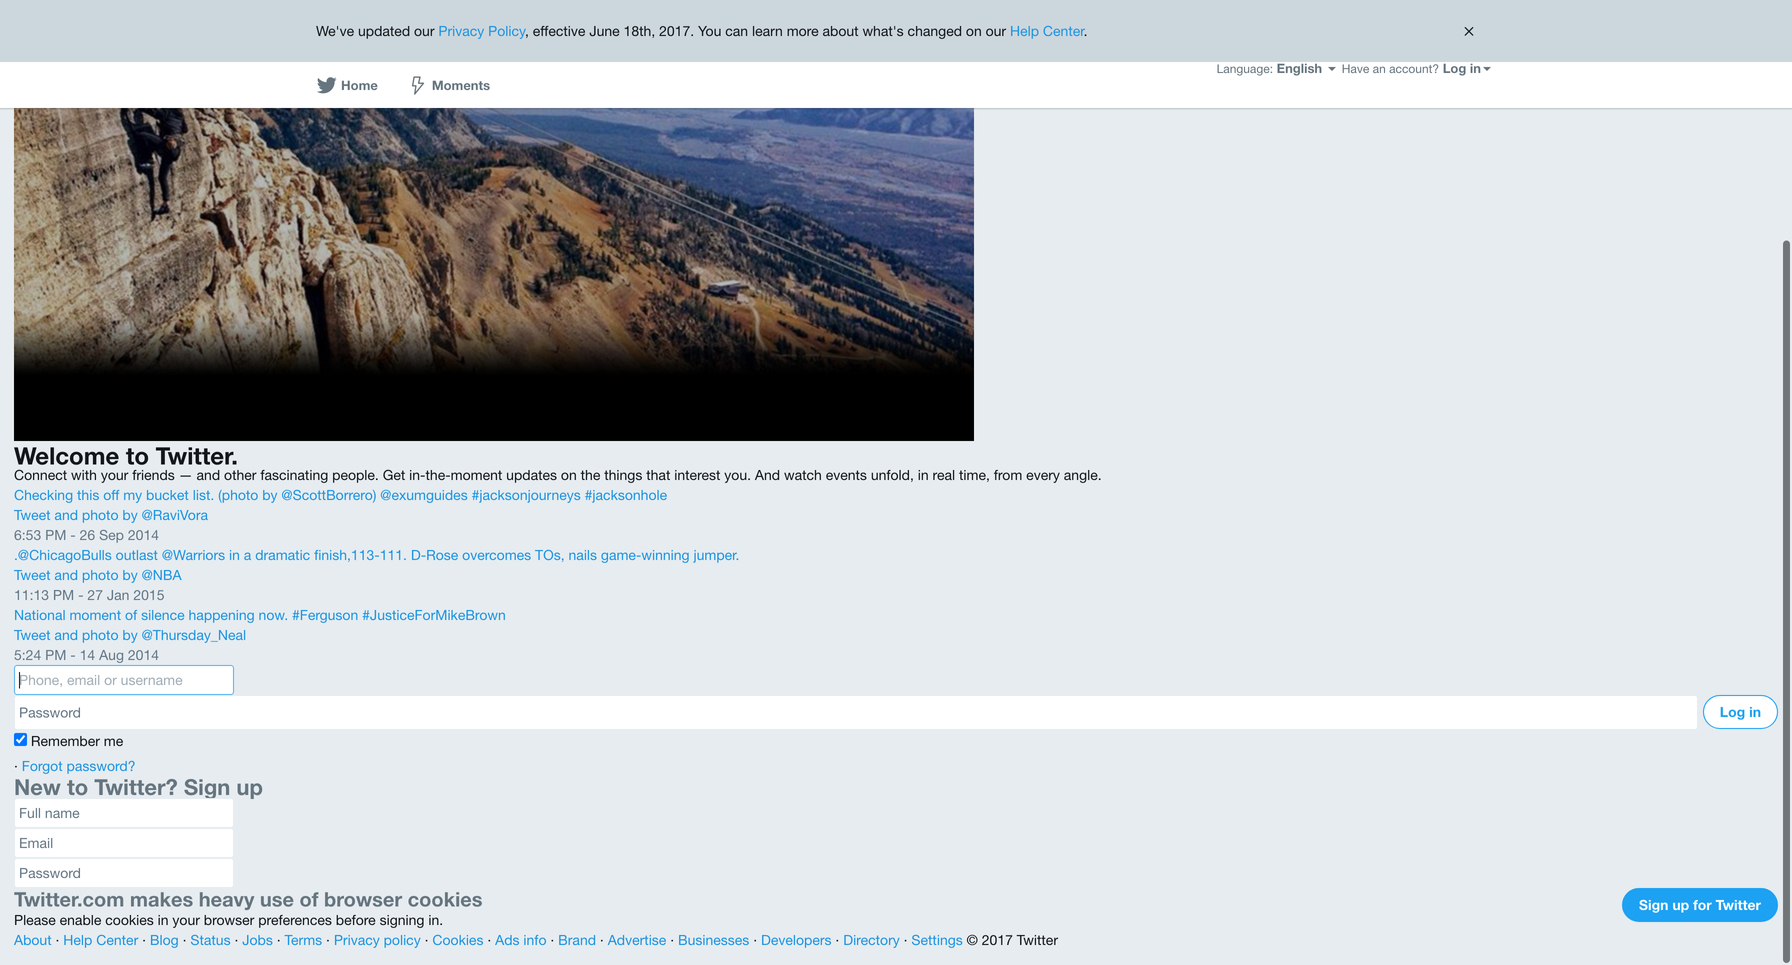 We've updated our Privacy Policy, effective June 18th, 2017. You can learn more about what's changed on our Help Center.
Home Moments
Language: English Have an account? Log in
Welcome to Twitter.
Connect with your friends — and other fascinating people. Get in-the-moment updates on the things that interest you. And watch events unfold, in real time, from every angle.
Checking this off my bucket list. (photo by @ScottBorrero) @exumguides #jacksonjourneys #jacksonhole
Tweet and photo by @RaviVora
6:53 PM - 26 Sep 2014
.@ChicagoBulls outlast @Warriors in a dramatic finish,113-111. D-Rose overcomes TOs, nails game-winning jumper.
Tweet and photo by @NBA
11:13 PM - 27 Jan 2015
National moment of silence happening now. #Ferguson #JusticeForMikeBrown
Tweet and photo by @Thursday_Neal
5:24 PM - 14 Aug 2014
Phone, email or username
Password
Log in
Remember me
· Forgot password?
New to Twitter? Sign up
Full name
Email
Password
Twitter.com makes heavy use of browser cookies
Please enable cookies in your browser preferences before signing in.
Sign up for Twitter
About · Help Center · Blog · Status · Jobs · Terms · Privacy policy · Cookies · Ads info · Brand · Advertise · Businesses · Developers · Directory · Settings © 2017 Twitter